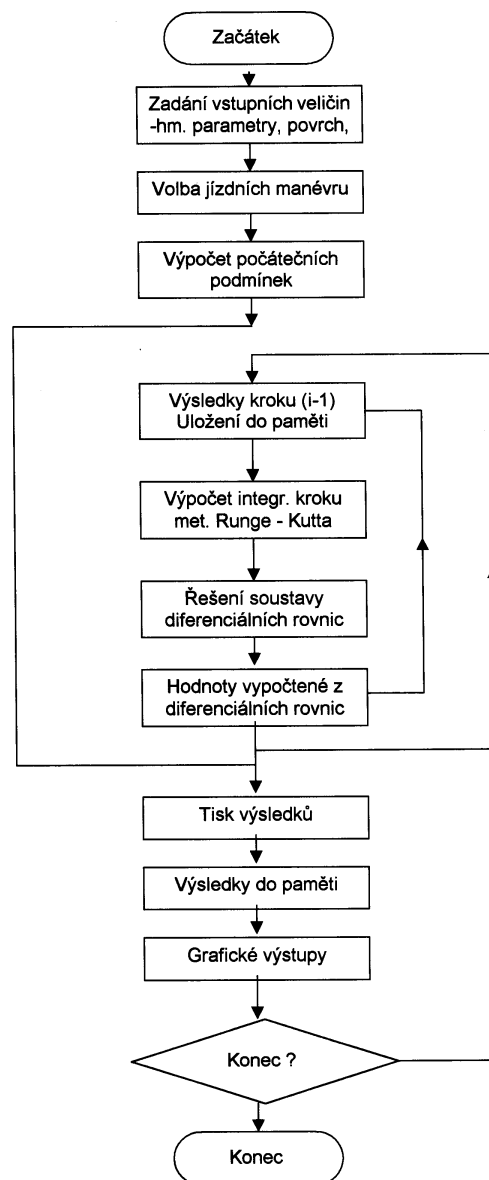 Začátek
Zadání vstupních veličin
-hm. parametry, povrch,
Volba jízdních manévru
Výpočet počátečních
podmínek
Výsledky kroku (i-1)
Uložení do paměti
Výpočet integr. kroku
met. Runge - Kutta
Řešení soustavy
diferenciálních rovnic
Hodnoty vypočtené z
diferenciálních rovnic
Tisk výsledků
Výsledky do paměti
Grafické výstupy
Konec ?
Konec